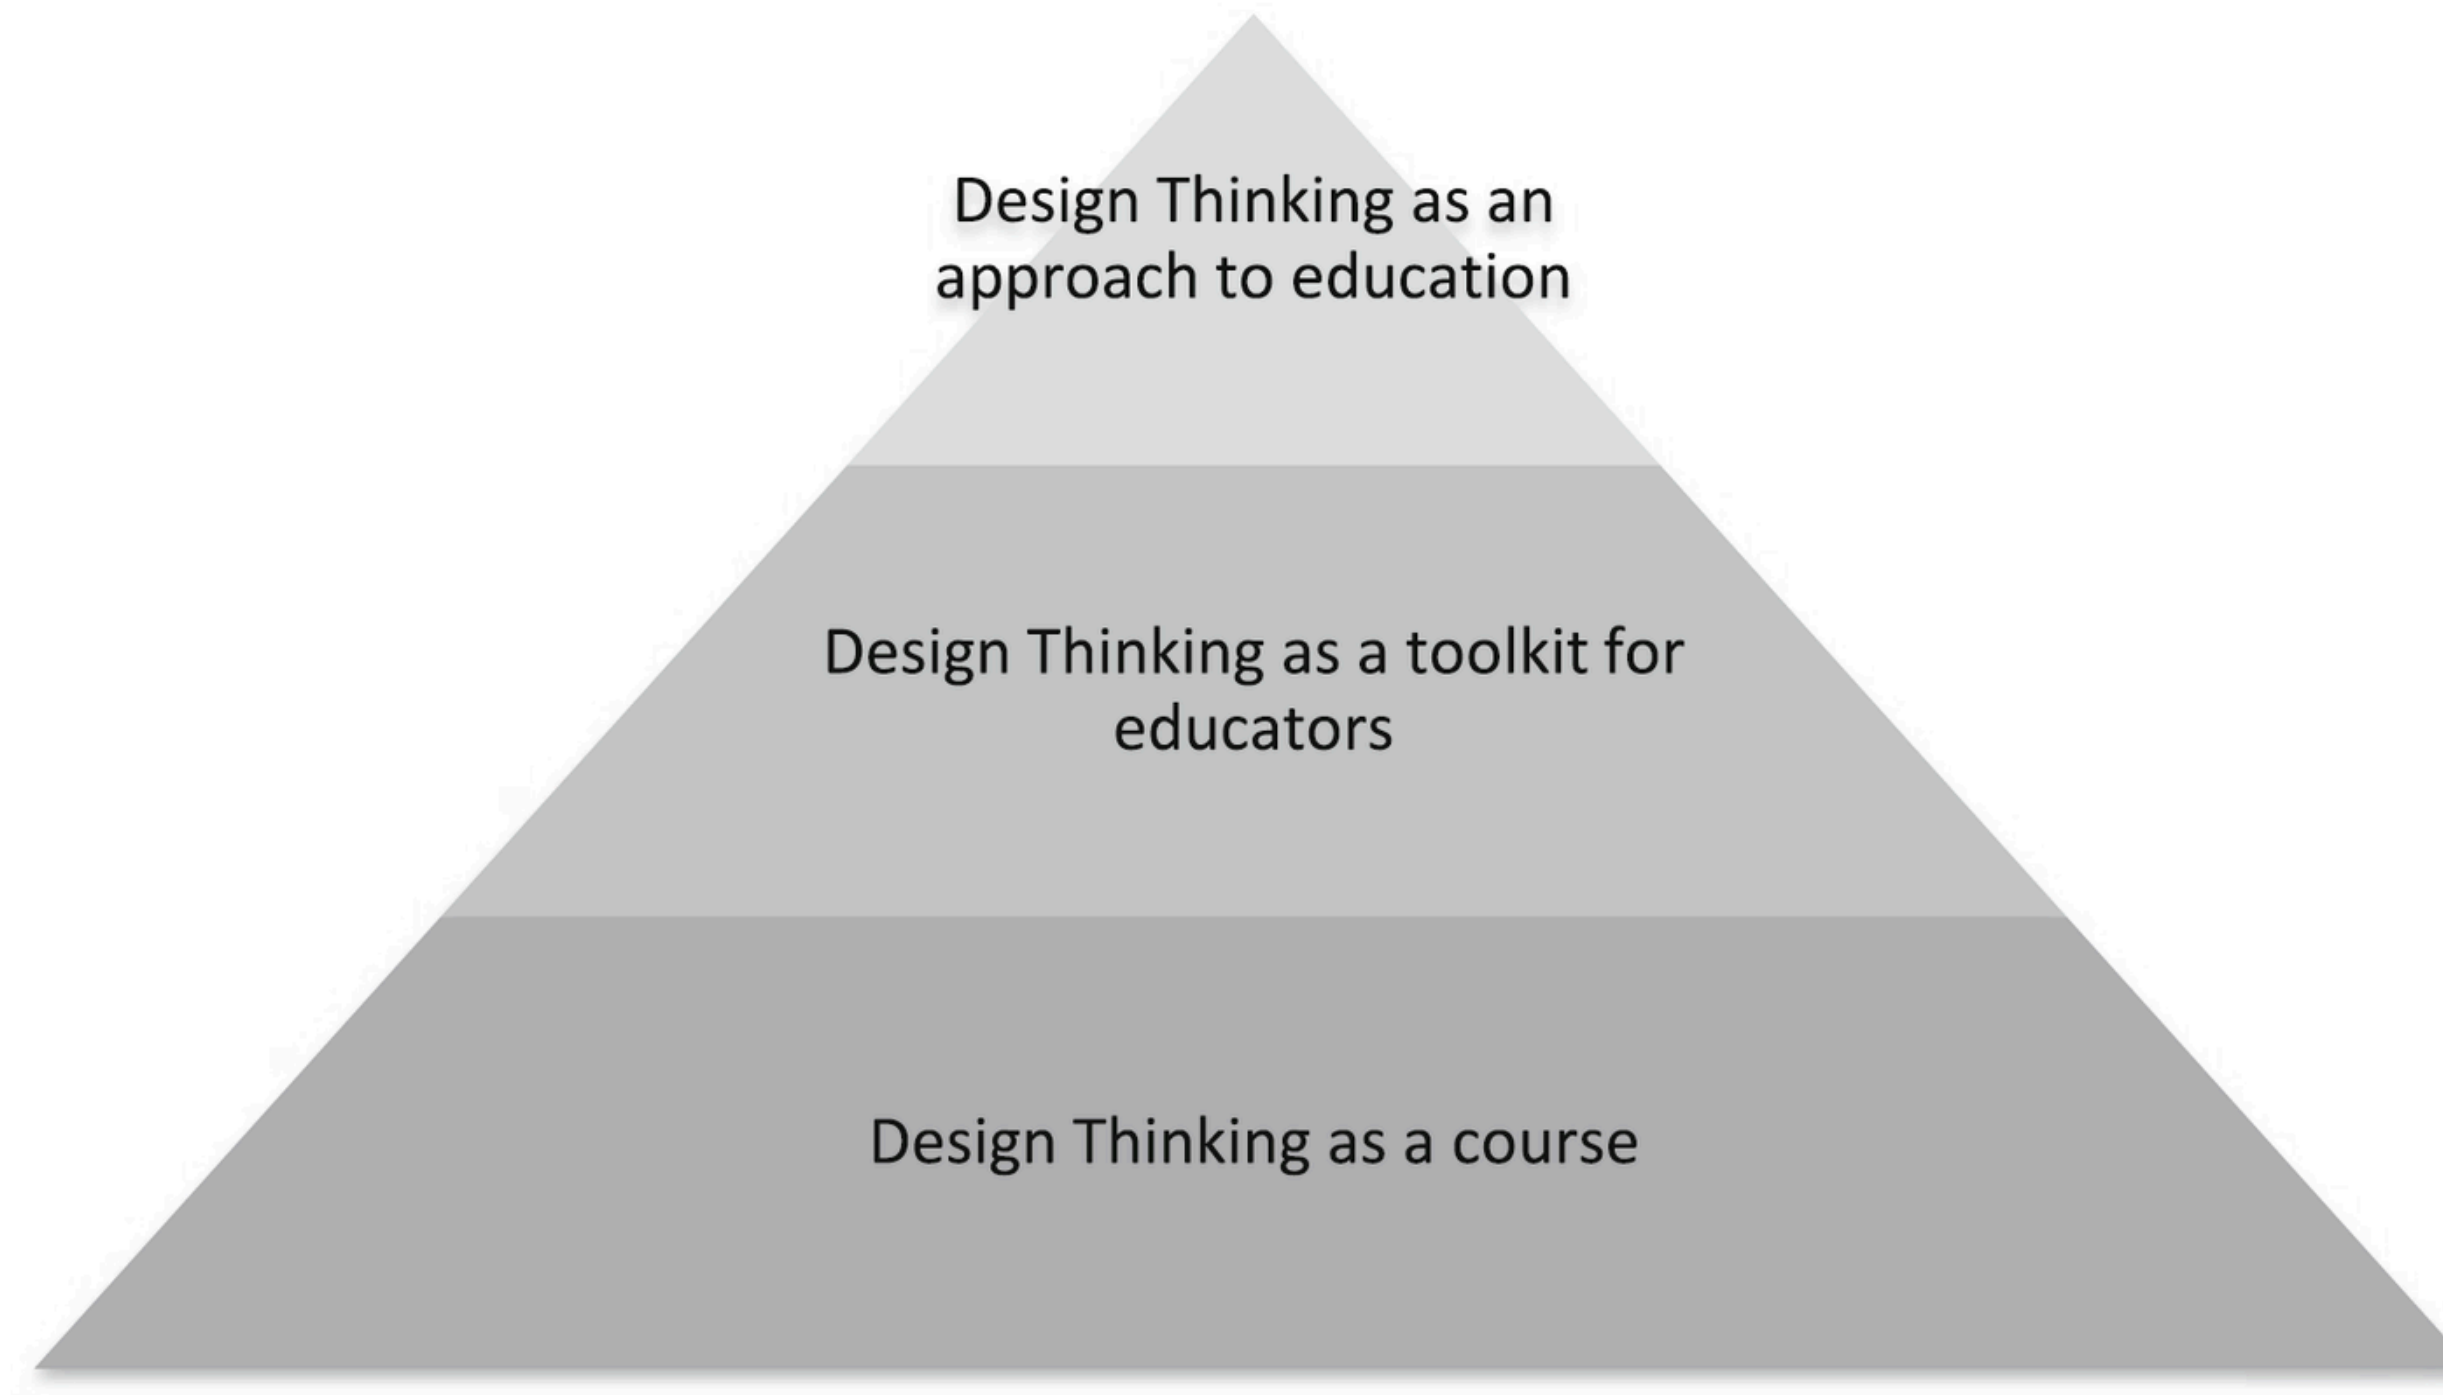 Design Thinking as an
approach to education
Design Thinking as a toolkit for
educators
Design Thinking as a course